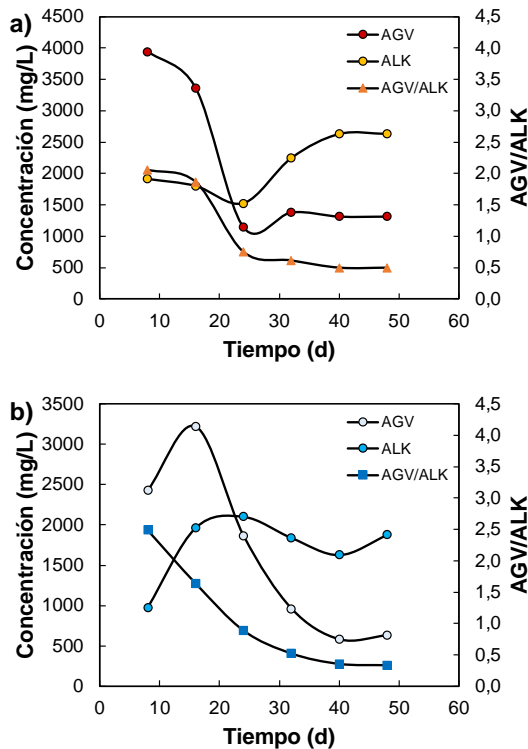 a)
4500
4000
3500
3000
2500
2000
1500
1000
500
0
Concentración (mg/L)
4,5
4,0
3,5
3,0
2,5
2,0
1,5
1,0
0,5
0,0
AGV/ALK
AGV
ALK
AGV/ALK
0 10 20 30 40 50 60
Tiempo (d)
b)
3500
3000
2500
2000
1500
1000
500
0
Concentración (mg/L)
4,5
4,0
3,5
3,0
2,5
2,0
1,5
1,0
0,5
0,0
AGV/ALK
AGV
ALK
AGV/ALK
0 10 20 30 40 50 60
Tiempo (d)